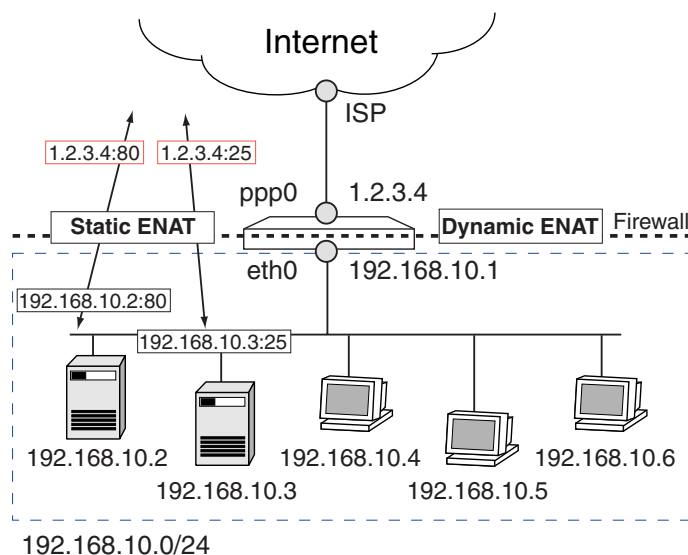 Internet
ISP
1.2.3.4:80
1.2.3.4:25
ppp0
1.2.3.4
Static ENAT
Dynamic ENAT
Firewall
eth0
192.168.10.1
192.168.10.2:80
192.168.10.3:25
192.168.10.2
192.168.10.3
192.168.10.4
192.168.10.5
192.168.10.6
192.168.10.0/24